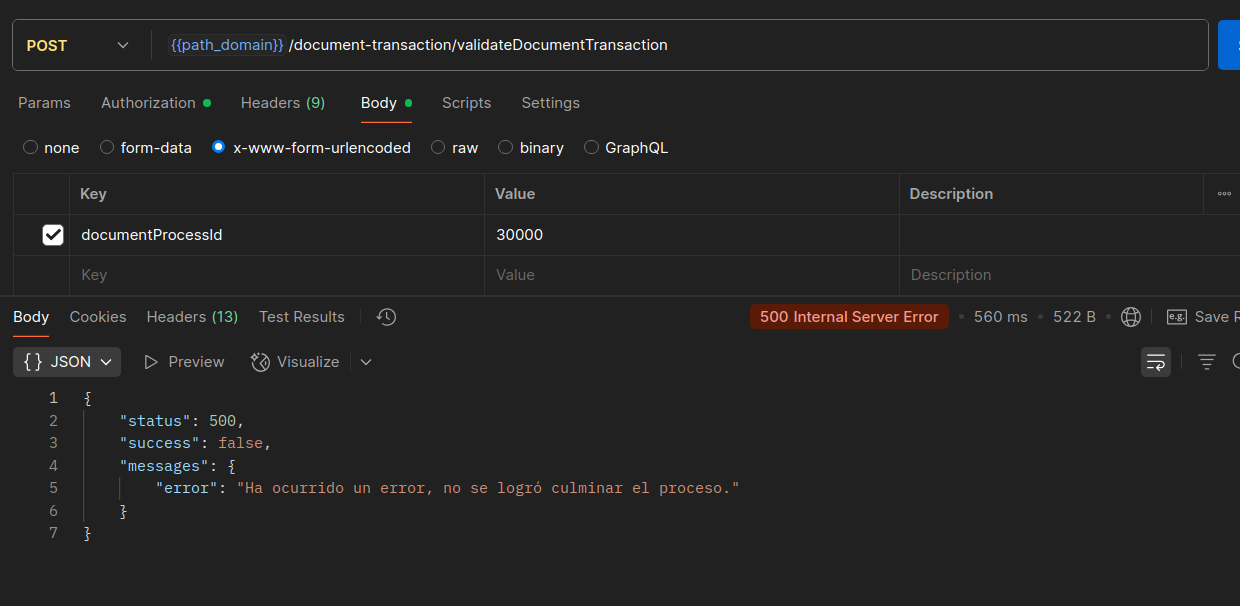 POST {{path_domain}} /document-transaction/validateDocumentTransaction
Params Authorization Headers (9) Body Scripts Settings
none form-data x-www-form-urlencoded raw binary GraphQL
Key Value Description
documentProcessId 30000
Key Value Description
Body Cookies Headers (13) Test Results 500 Internal Server Error • 560 ms • 522 B • e.g. Save
{} JSON Preview Visualize
1 {
2 "status": 500,
3 "success": false,
4 "messages": {
5 "error": "Ha ocurrido un error, no se logró culminar el proceso."
6 }
7 }